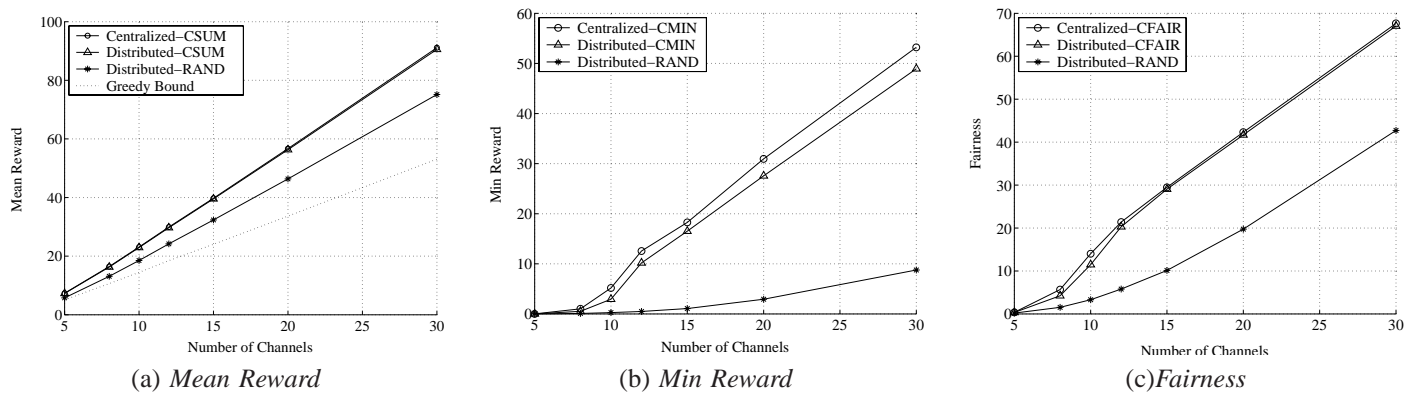 100
80
60
40
20
0
5
10
15
20
25
30
Mean Reward
Number of Channels
Centralized−CSUM
Distributed−CSUM
Distributed−RAND
Greedy Bound
(a) Mean Reward
60
50
40
30
20
10
0
5
10
15
20
25
30
Min Reward
Number of Channels
Centralized−CMIN
Distributed−CMIN
Distributed−RAND
(b) Min Reward
70
60
50
40
30
20
10
0
5
10
15
20
25
30
Fairness
Number of Channels
Centralized−CFAIR
Distributed−CFAIR
Distributed−RAND
(c)Fairness